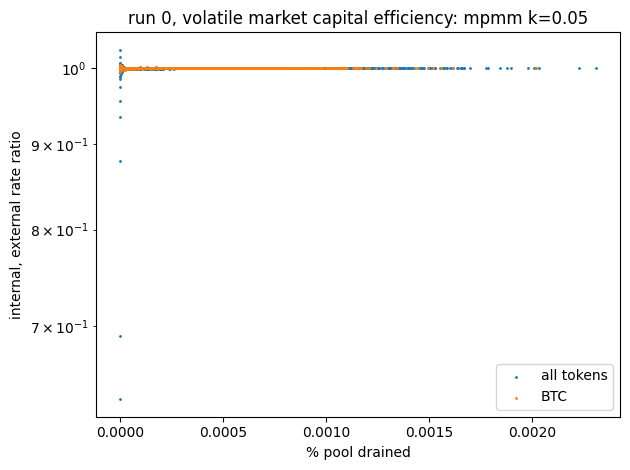 run 0, volatile market capital efficiency: mpmm k=0.05
internal, external rate ratio
10⁰
9 × 10⁻¹
8 × 10⁻¹
7 × 10⁻¹
all tokens
BTC
0.0000 0.0005 0.0010 0.0015 0.0020
% pool drained